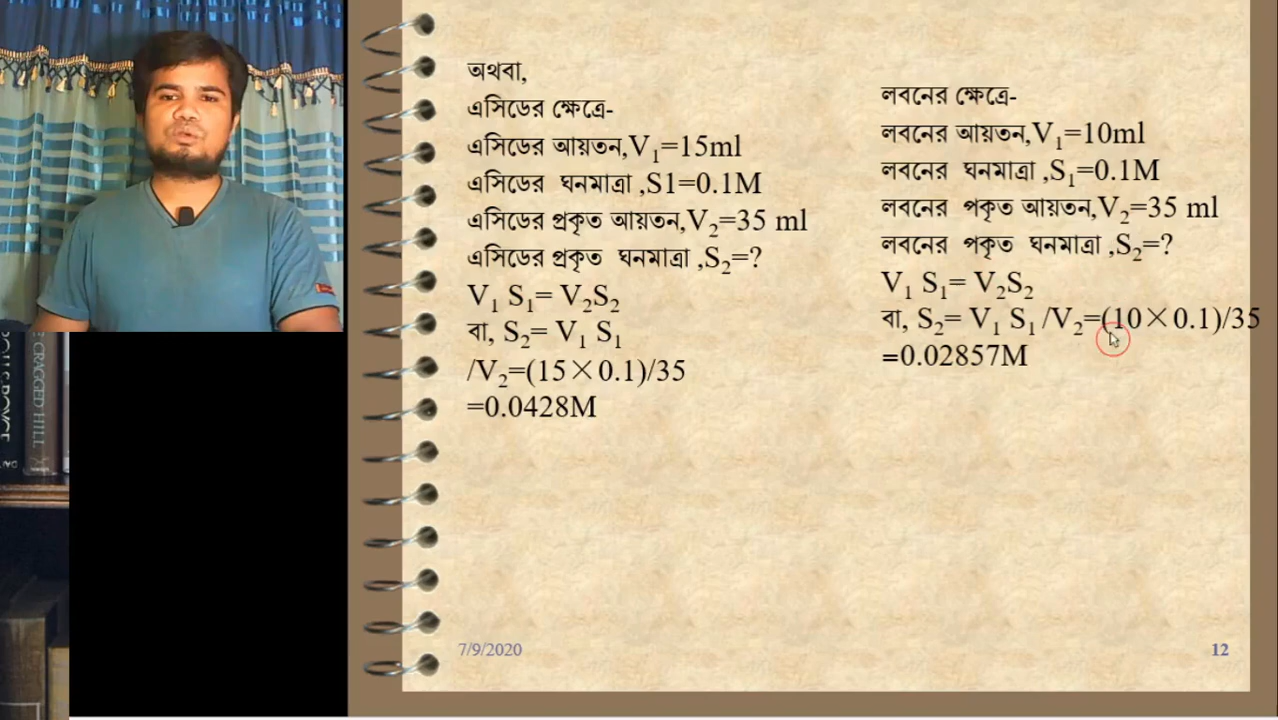 অথবা,
এসিডের ক্ষেত্রে-
এসিডের আয়তন,V₁=15ml
এসিডের ঘনমাত্রা ,S1=0.1M
এসিডের প্রকৃত আয়তন,V₂=35 ml
এসিডের প্রকৃত ঘনমাত্রা ,S₂=?
V₁ S₁= V₂S₂
বা, S₂= V₁ S₁
/V₂=(15×0.1)/35
=0.0428M
লবনের ক্ষেত্রে-
লবনের আয়তন,V₁=10ml
লবনের ঘনমাত্রা ,S₁=0.1M
লবনের পকৃত আয়তন,V₂=35 ml
লবনের পকৃত ঘনমাত্রা ,S₂=?
V₁ S₁= V₂S₂
বা, S₂= V₁ S₁ /V₂=(10×0.1)/35
=0.02857M
7/9/2020
12
CRAGGED HILL